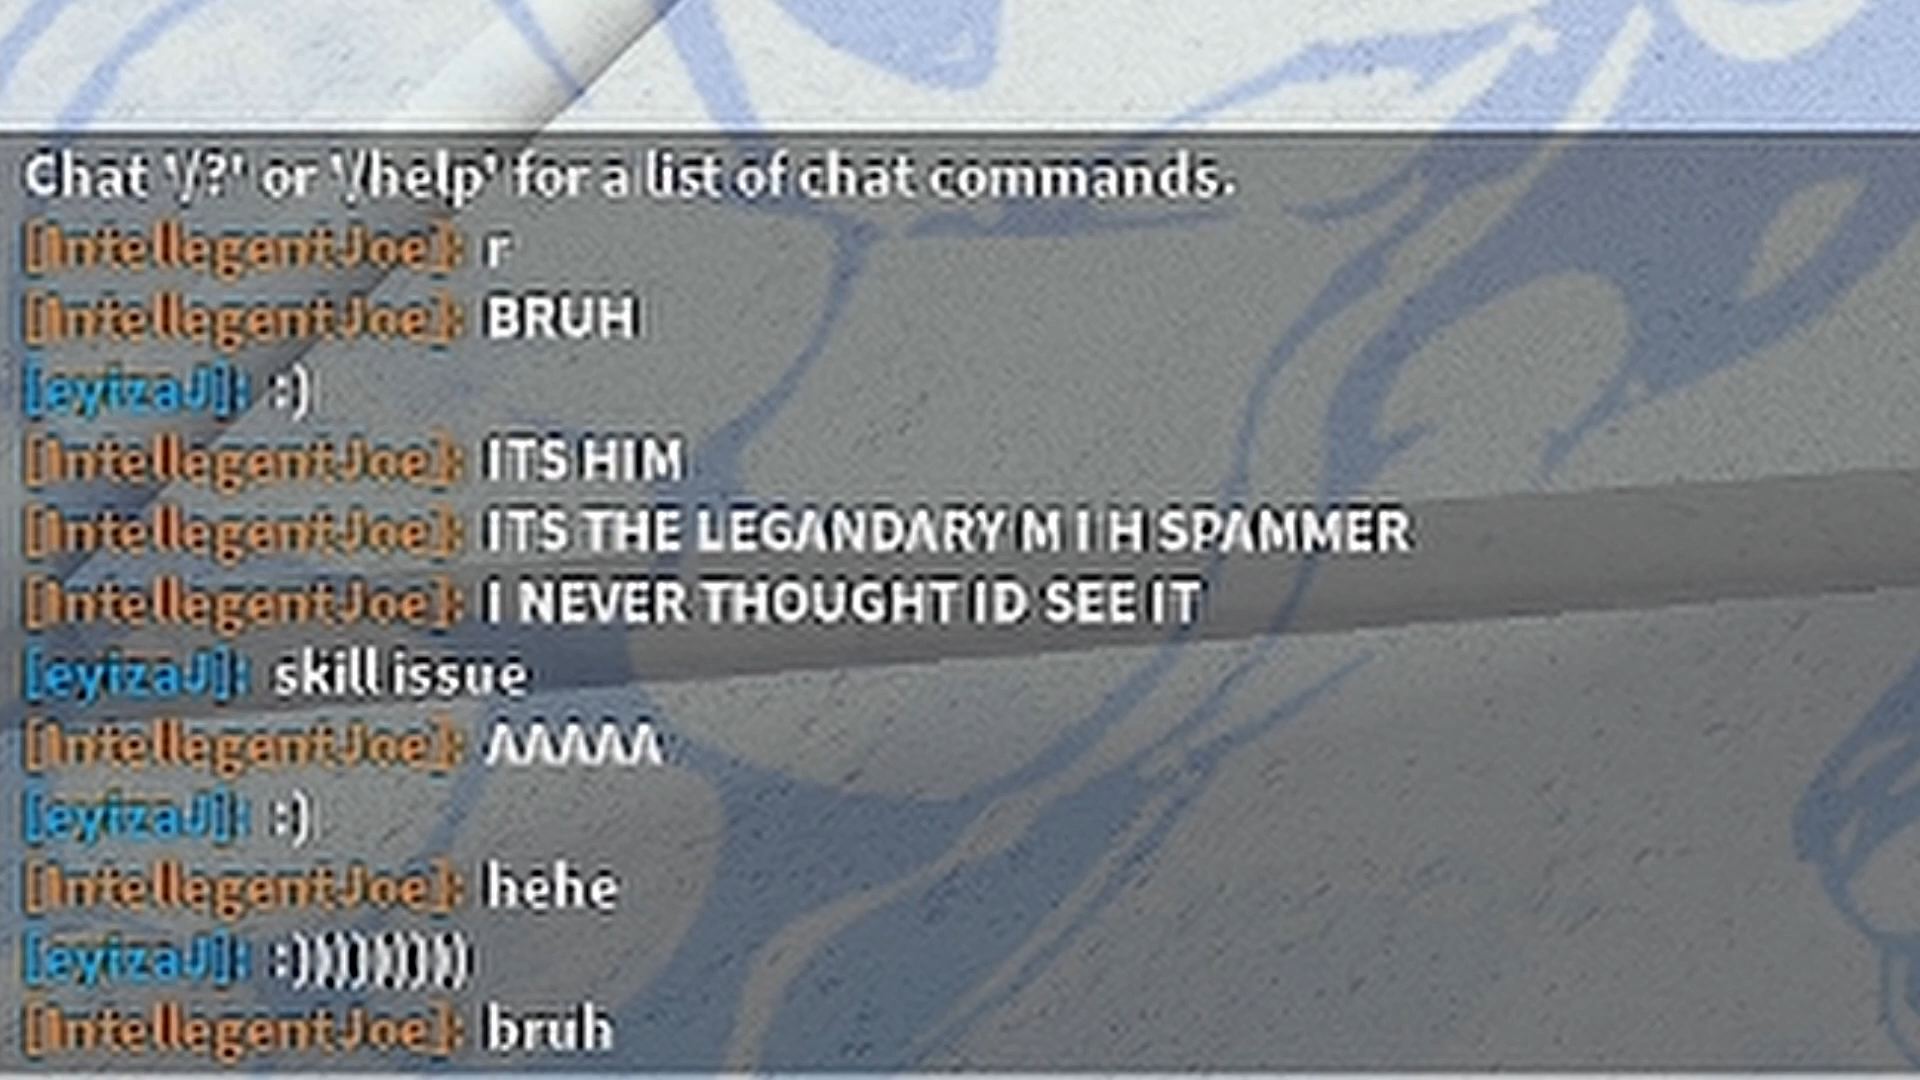 Chat '/?' or '/help' for a list of chat commands.
[IntellegentJoe]: r
[IntellegentJoe]: BRUH
[eyizaJ]: :)
[IntellegentJoe]: ITS HIM
[IntellegentJoe]: ITS THE LEGANDARY M I H SPAMMER
[IntellegentJoe]: I NEVER THOUGHT ID SEE IT
[eyizaJ]: skill issue
[IntellegentJoe]: AAAAA
[eyizaJ]: :)
[IntellegentJoe]: hehe
[eyizaJ]: :)))))))))
[IntellegentJoe]: bruh